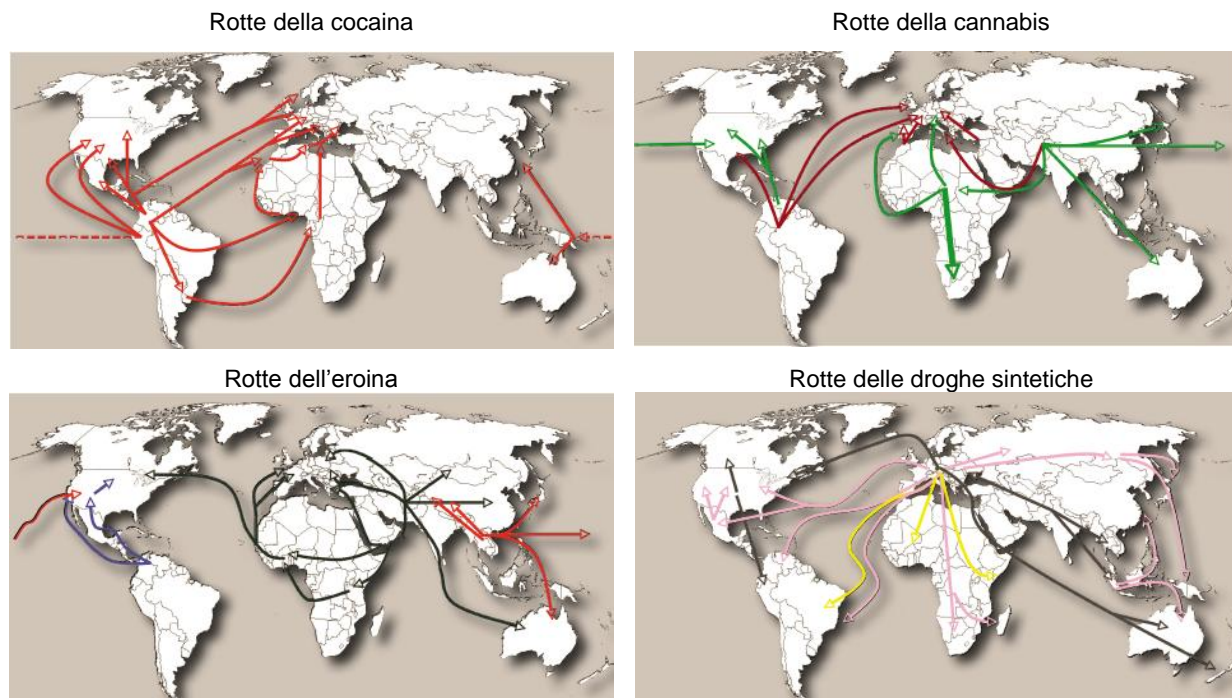 Rotte della cocaina
Rotte della cannabis
Rotte dell'eroina
Rotte delle droghe sintetiche